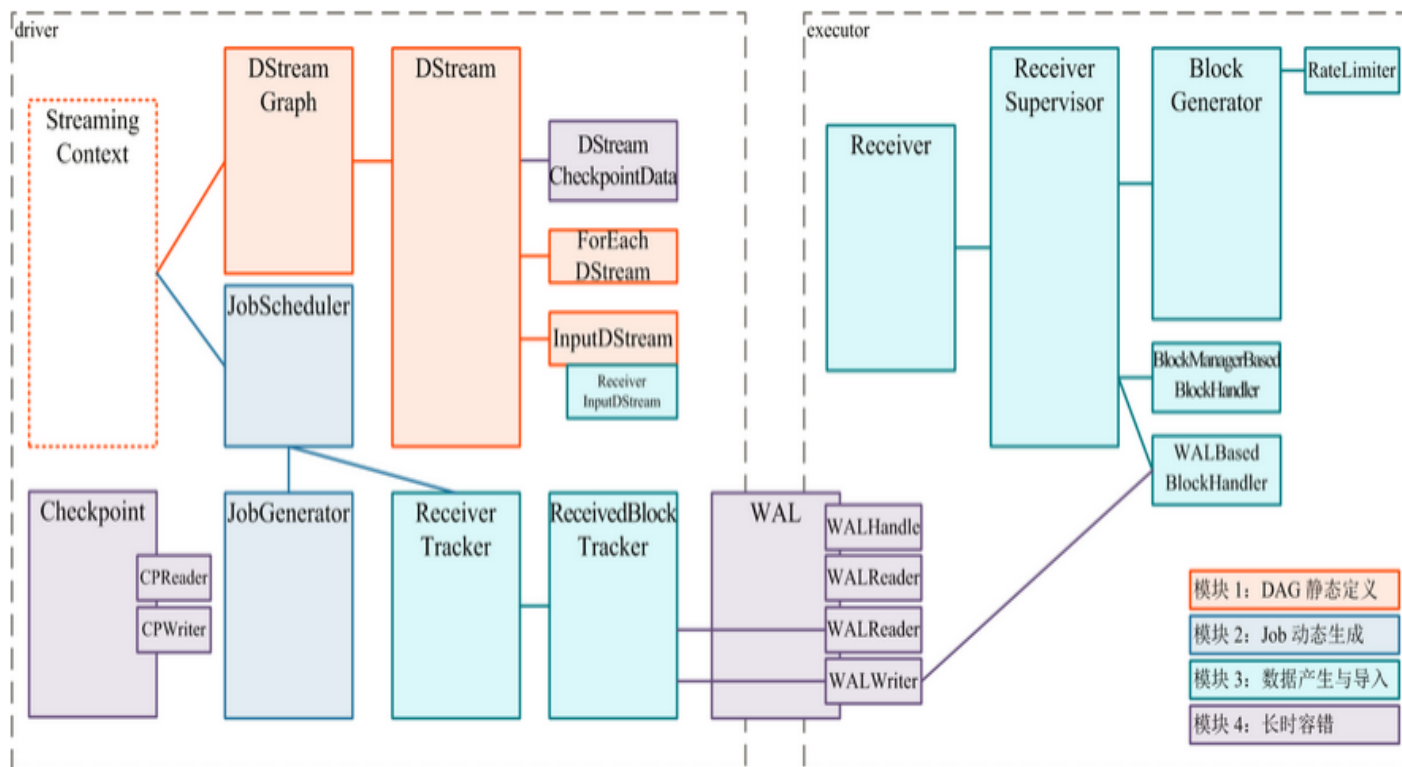 driver
Streaming
Context
DStream
Graph
DStream
DStream
CheckpointData
ForEach
DStream
InputDStream
Receiver
InputDStream
JobScheduler
Checkpoint
CPReader
CPWriter
JobGenerator
Receiver
Tracker
ReceivedBlock
Tracker
WAL
WALHandle
WALReader
WALReader
WALWriter
executor
Receiver
Receiver
Supervisor
Block
Generator
RateLimiter
BlockManagerBased
BlockHandler
WALBased
BlockHandler
模块 1：DAG 静态定义
模块 2：Job 动态生成
模块 3：数据产生与导入
模块 4：长时容错